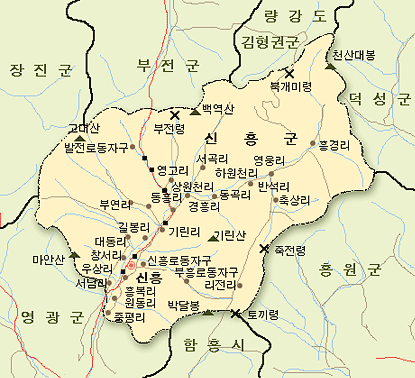 량강도
김형권군
부전군
장진군
천산대봉
북개미령
덕성군
백역산
고대산
부전령
신흥군
발전로동자구
흥경리
서곡리
영고리
하원천리
영웅리
상원천리
반석리
동흥리
동곡리
축상리
부연리
경흥리
길봉리
기린리
기린산
대동리
죽전령
마안산
창서리
신흥로동자구
우상리
신흥
북흥로동자구
홍원군
서남리
흥복리
리전리
원동리
박달봉
토끼령
영광군
중평리
함흥시